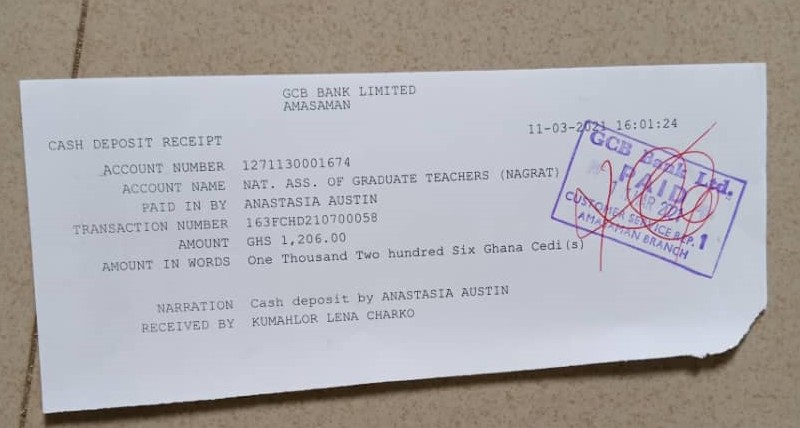 GCB BANK LIMITED
AMASAMAN
11-03-2021 16:01:24
CASH DEPOSIT RECEIPT
ACCOUNT NUMBER 1271130001674
ACCOUNT NAME NAT. ASS. OF GRADUATE TEACHERS (NAGRAT)
PAID IN BY ANASTASIA AUSTIN
TRANSACTION NUMBER 163FCHD210700058
AMOUNT GHS 1,206.00
AMOUNT IN WORDS One Thousand Two hundred Six Ghana Cedi(s)
NARRATION Cash deposit by ANASTASIA AUSTIN
RECEIVED BY KUMAHLOR LENA CHARKO
GCB Bank Ltd.
PAID
CUSTOMER SERVICE REP. 1
AMASAMAN BRANCH